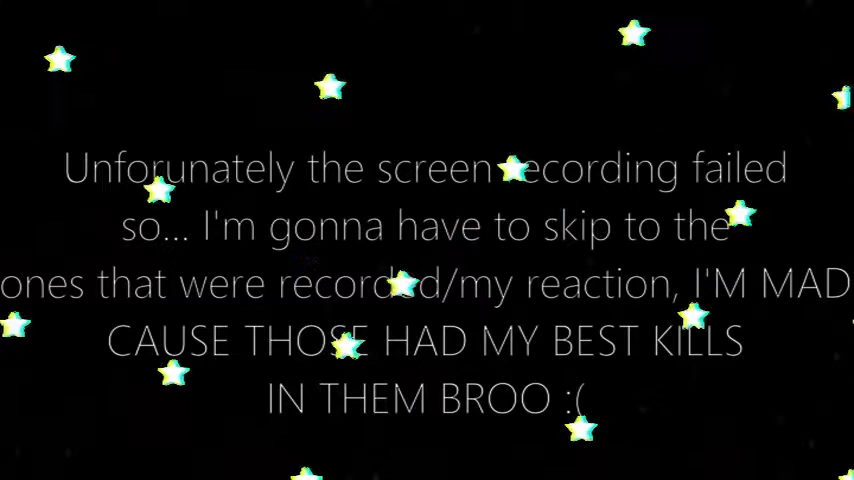 Unforunately the screen recording failed
so... I'm gonna have to skip to the
ones that were recorded/my reaction, I'M MAD
CAUSE THOSE HAD MY BEST KILLS
IN THEM BROO :(